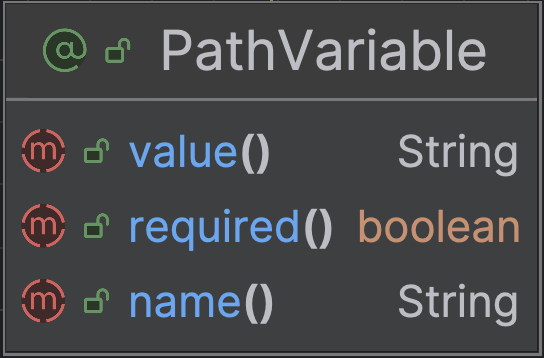 @ PathVariable
m value() String
m required() boolean
m name() String